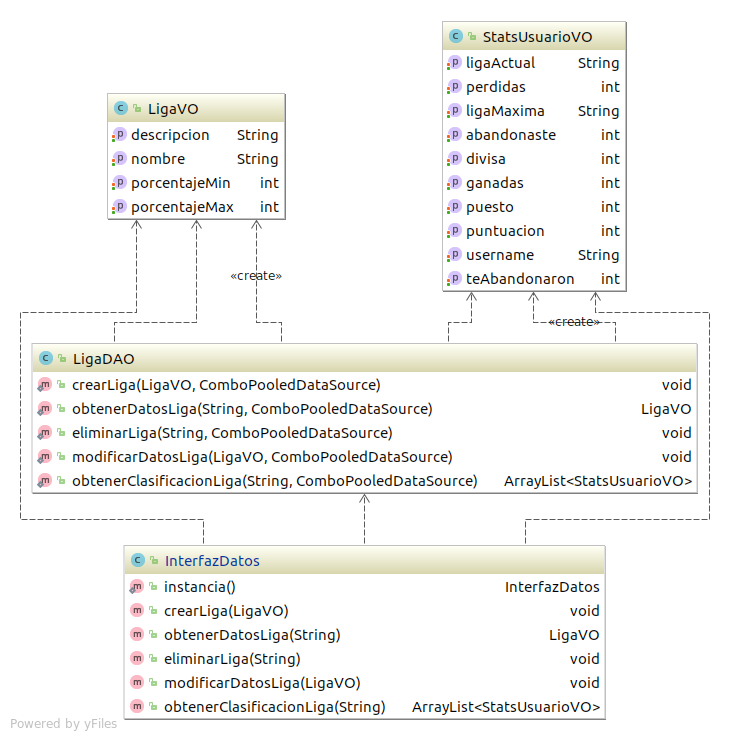 StatsUsuarioVO
ligaActual String
perdidas int
ligaMaxima String
abandonaste int
divisa int
ganadas int
puesto int
puntuacion int
username String
teAbandonaron int
LigaVO
descripcion String
nombre String
porcentajeMin int
porcentajeMax int
«create»
«create»
LigaDAO
crearLiga(LigaVO, ComboPooledDataSource) void
obtenerDatosLiga(String, ComboPooledDataSource) LigaVO
eliminarLiga(String, ComboPooledDataSource) void
modificarDatosLiga(LigaVO, ComboPooledDataSource) void
obtenerClasificacionLiga(String, ComboPooledDataSource) ArrayList<StatsUsuarioVO>
InterfazDatos
instancia() InterfazDatos
crearLiga(LigaVO) void
obtenerDatosLiga(String) LigaVO
eliminarLiga(String) void
modificarDatosLiga(LigaVO) void
obtenerClasificacionLiga(String) ArrayList<StatsUsuarioVO>
Powered by yFiles